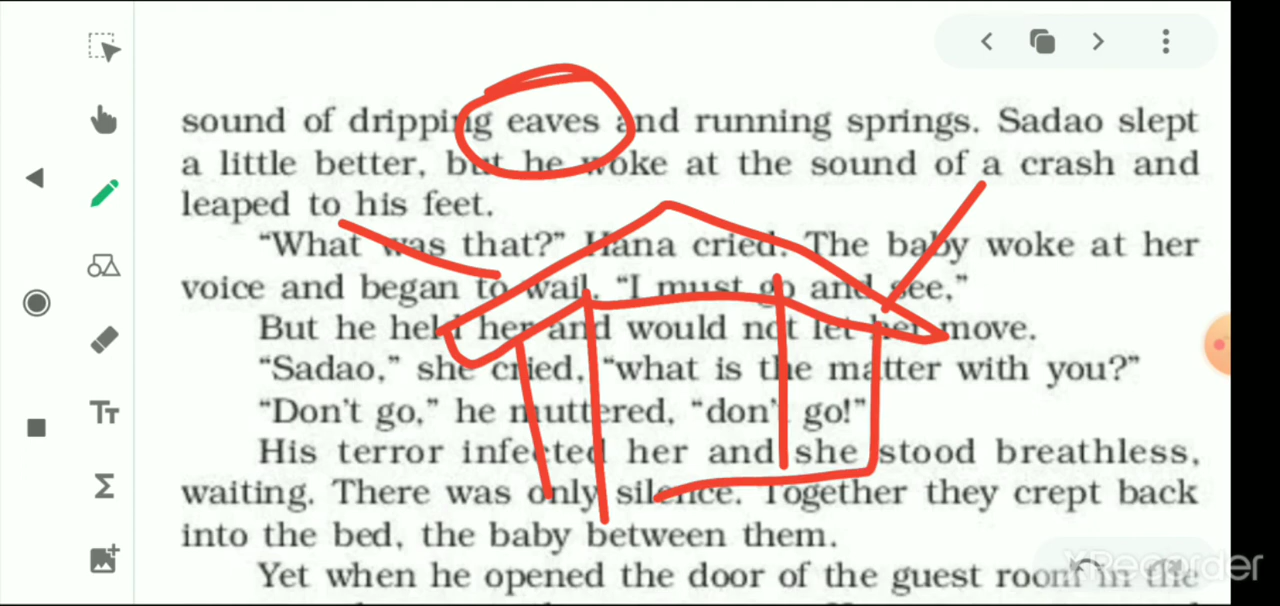 sound of dripping eaves and running springs. Sadao slept
a little better, but he woke at the sound of a crash and
leaped to his feet.
“What was that?” Hana cried. The baby woke at her
voice and began to wail. “I must go and see,”
But he held her and would not let her move.
“Sadao,” she cried, “what is the matter with you?”
“Don't go,” he muttered, “don't go!”
His terror infected her and she stood breathless,
waiting. There was only silence. Together they crept back
into the bed, the baby between them.
Yet when he opened the door of the guest room in the
XRecorder